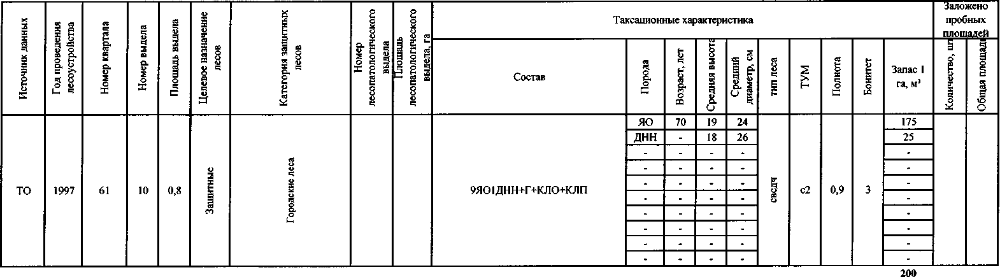 Источник данных
Год проведения
лесоустройства
Номер квартала
Номер выдела
Площадь выдела
Целевое назначение
лесов
Категория защитных
лесов
Номер
лесопатологического
выдела
Площадь
лесопатологического
выдела, га
Таксационные характеристика
Заложено
пробных
площадей
Состав
Порода
Возраст, лет
Средняя высота
Средний
диаметр, см
тип леса
ТУМ
Полнота
Бонитет
Запас 1
га, м³
Количество, шт
Общая площадь
ТО 1997 61 10 0,8 Защитные Городские леса 9ЯО1ДНН+Г+КЛО+КЛП свсдч с2 0,9 3
ЯО 70 19 24 175
ДНН - 18 26 25
- - - - -
- - - - -
- - - - -
- - - - -
- - - - -
- - - - -
- - - - -
- - - - -
200